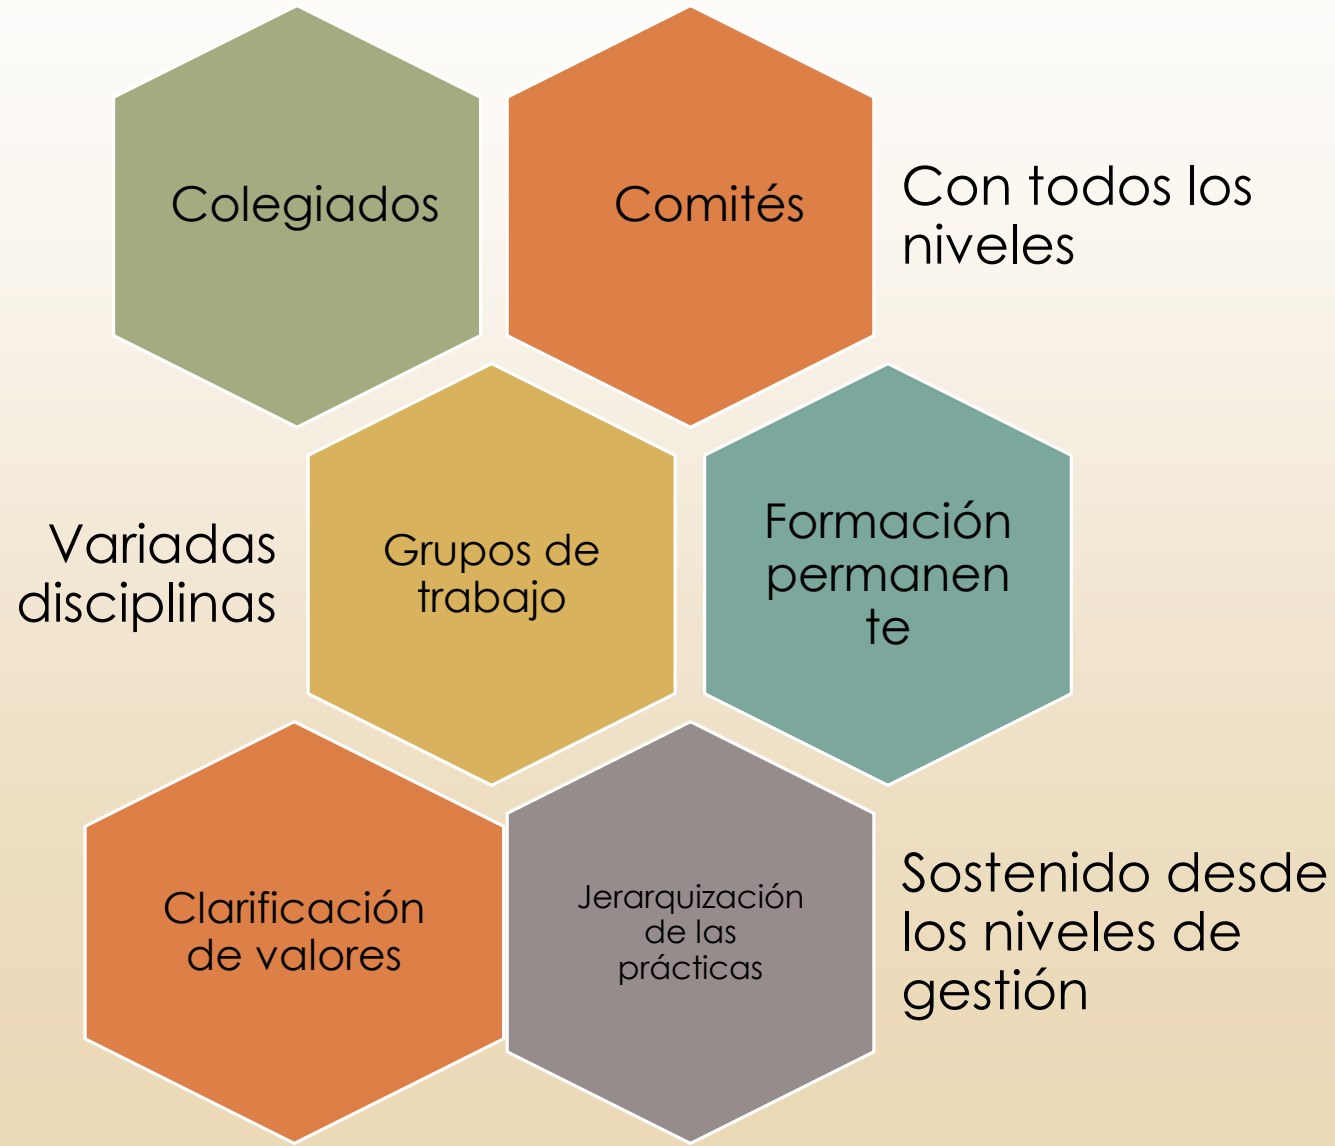 Colegiados
Comités
Con todos los
niveles
Variadas
disciplinas
Grupos de
trabajo
Formación
permanen
te
Clarificación
de valores
Jerarquización
de las
prácticas
Sostenido desde
los niveles de
gestión